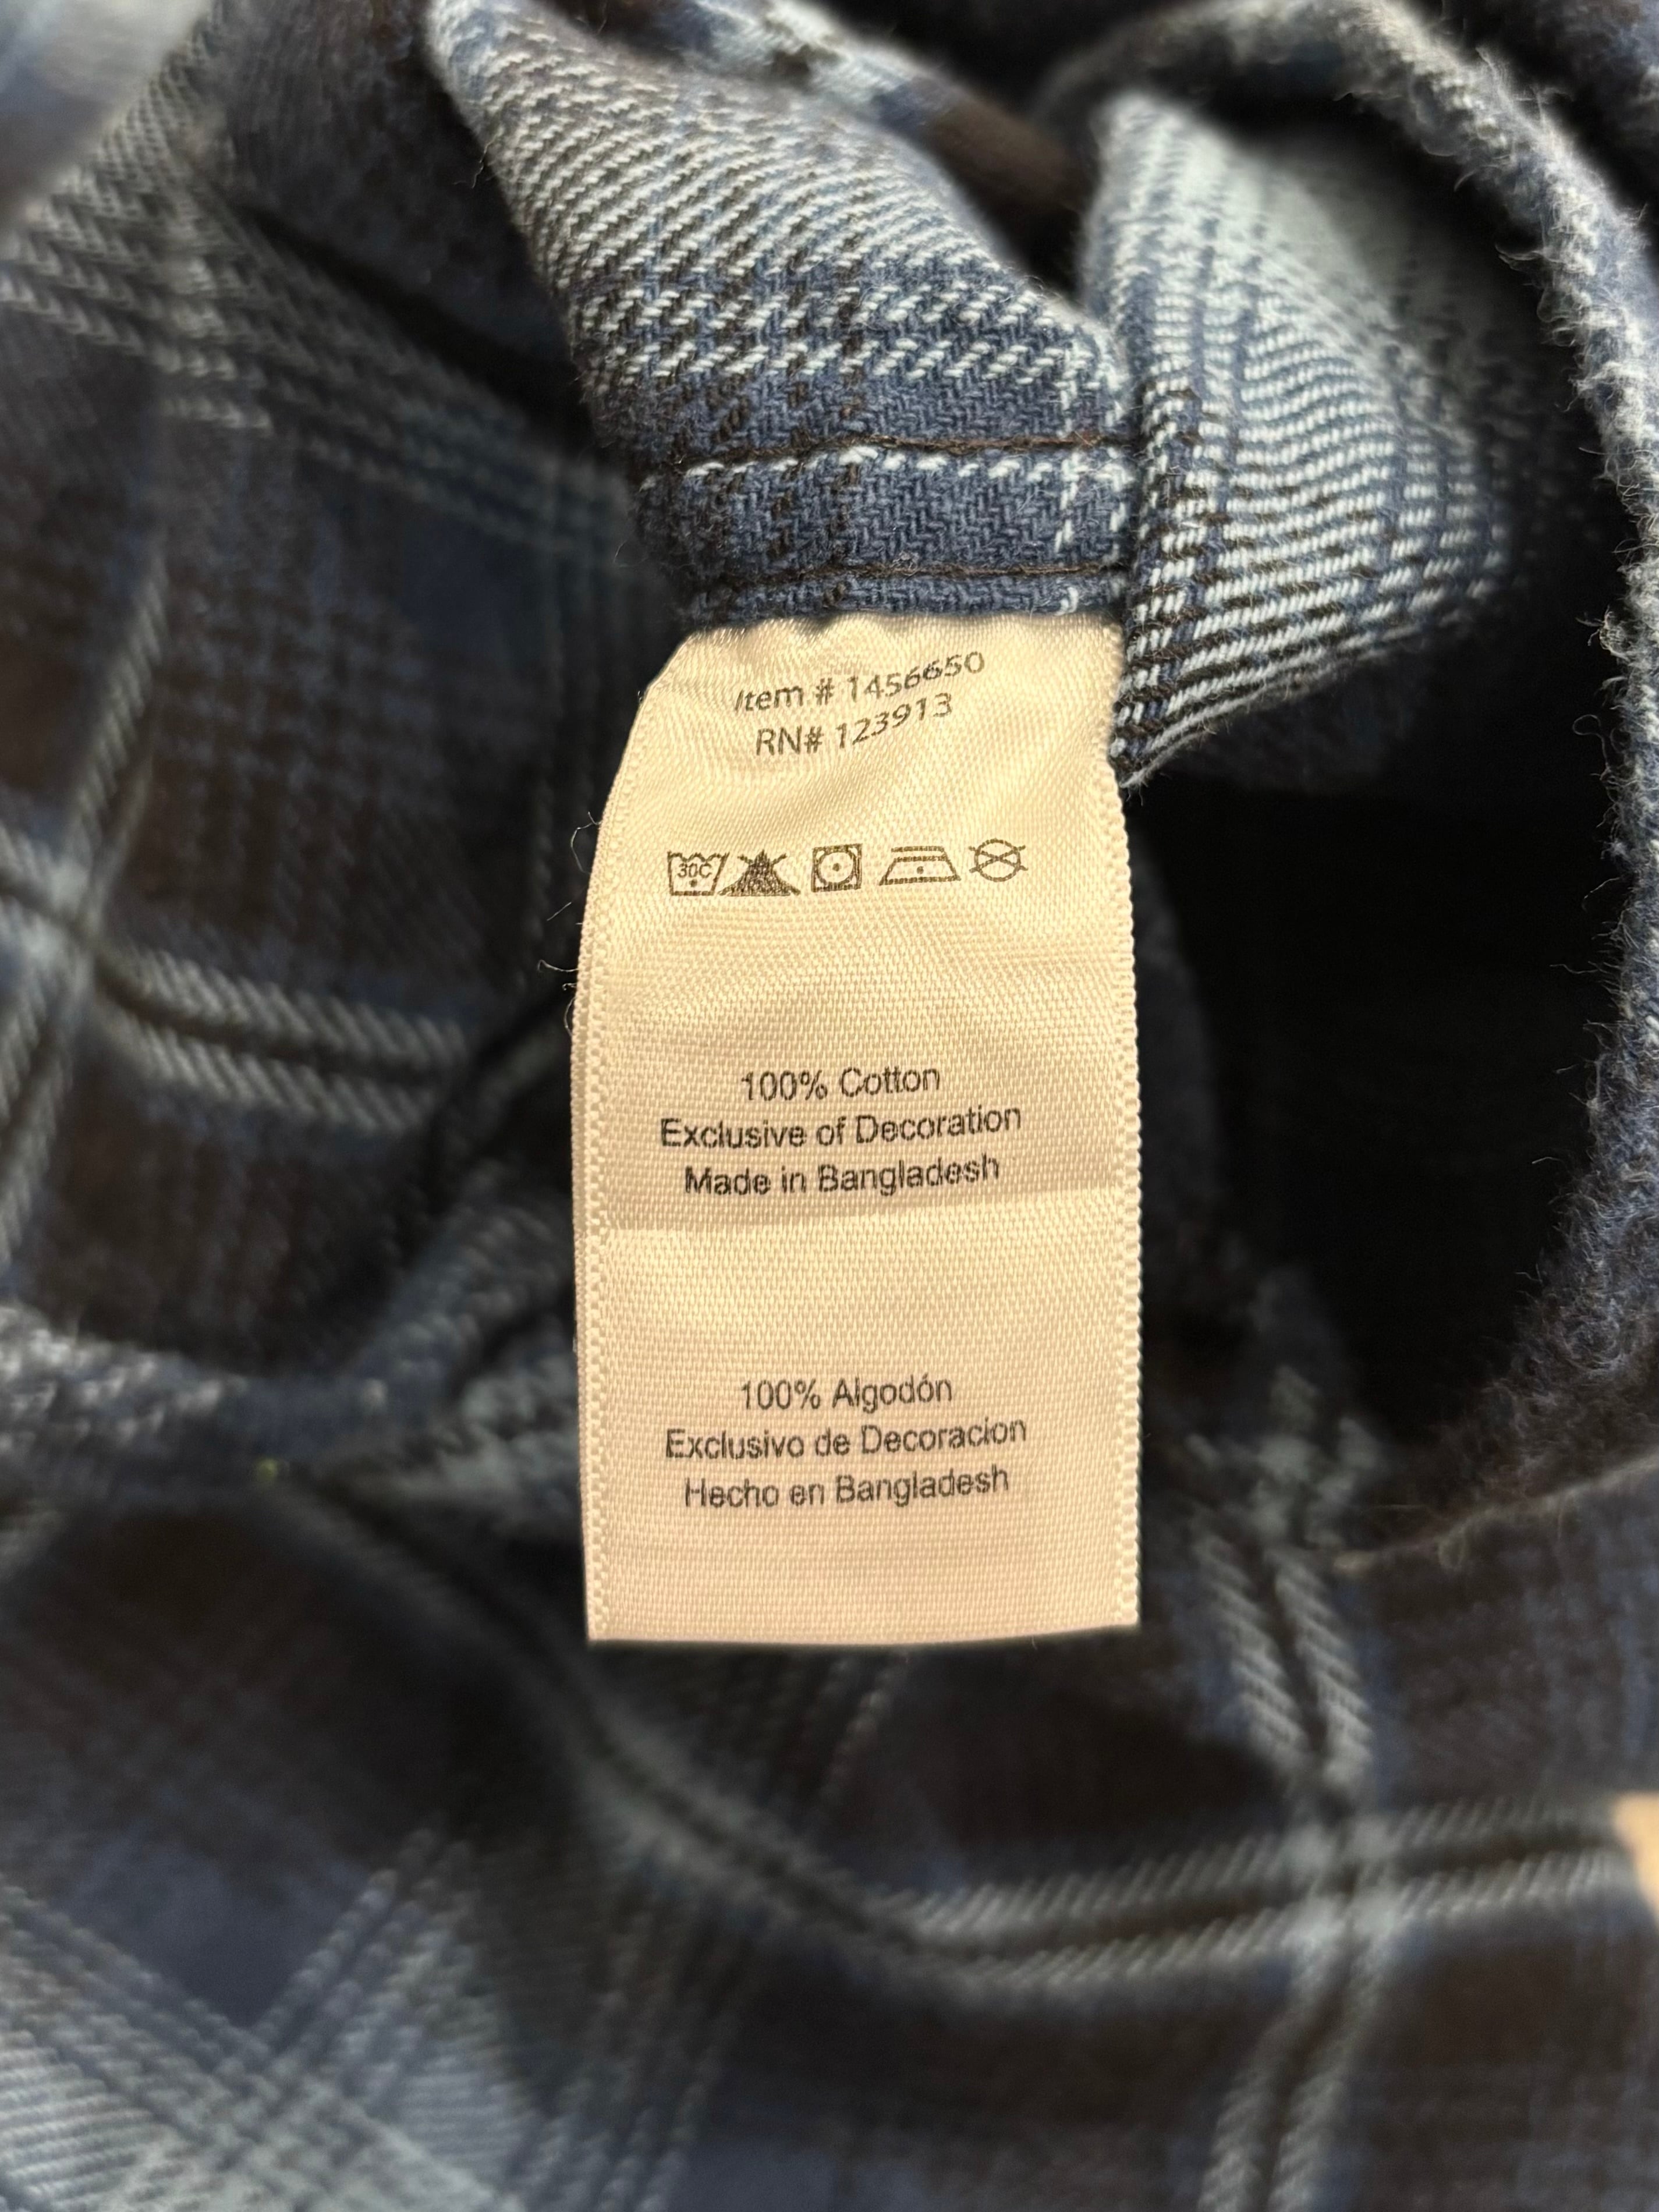 Item # 1456650
RN# 123913
30C
100% Cotton
Exclusive of Decoration
Made in Bangladesh
100% Algodón
Exclusivo de Decoracion
Hecho en Bangladesh